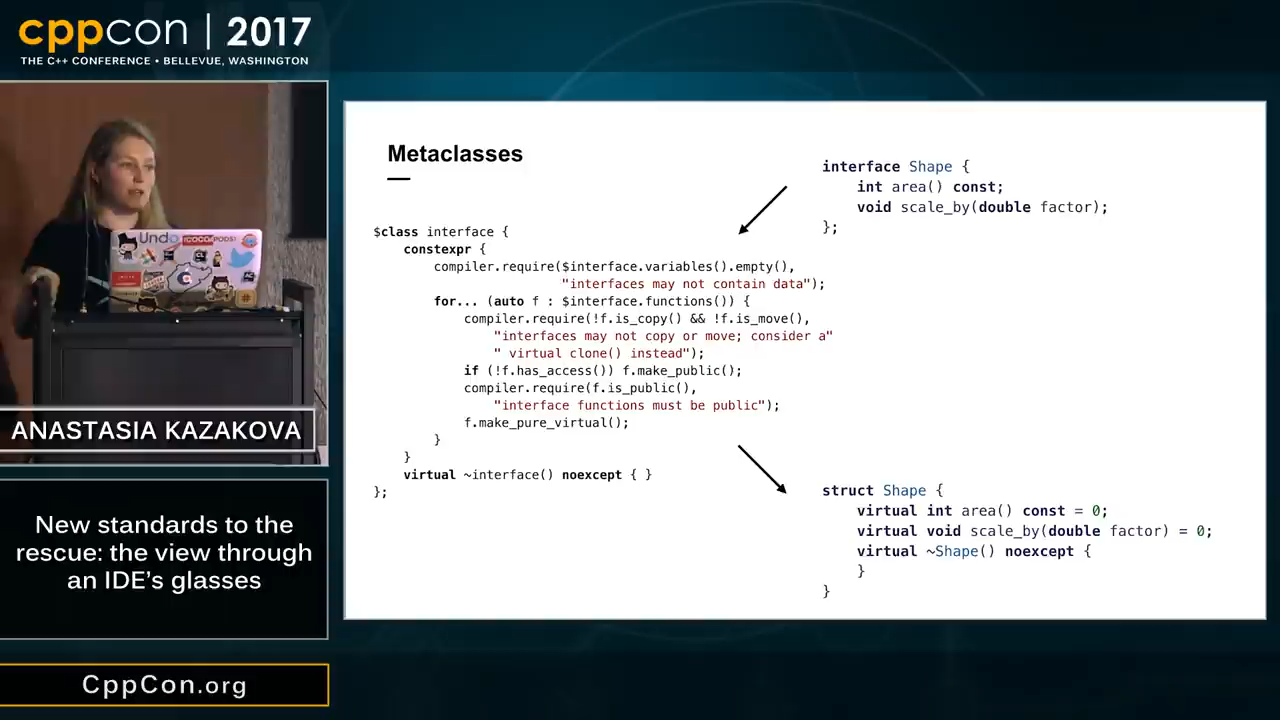 cppcon | 2017
THE C++ CONFERENCE • BELLEVUE, WASHINGTON
Undo
ANASTASIA KAZAKOVA
New standards to the
rescue: the view through
an IDE's glasses
CppCon.org
Metaclasses
$class interface {
constexpr {
compiler.require($interface.variables().empty(),
"interfaces may not contain data");
for... (auto f : $interface.functions()) {
compiler.require(!f.is_copy() && !f.is_move(),
"interfaces may not copy or move; consider a"
" virtual clone() instead");
if (!f.has_access()) f.make_public();
compiler.require(f.is_public(),
"interface functions must be public");
f.make_pure_virtual();
}
}
virtual ~interface() noexcept { }
};
interface Shape {
int area() const;
void scale_by(double factor);
};
struct Shape {
virtual int area() const = 0;
virtual void scale_by(double factor) = 0;
virtual ~Shape() noexcept {
}
}